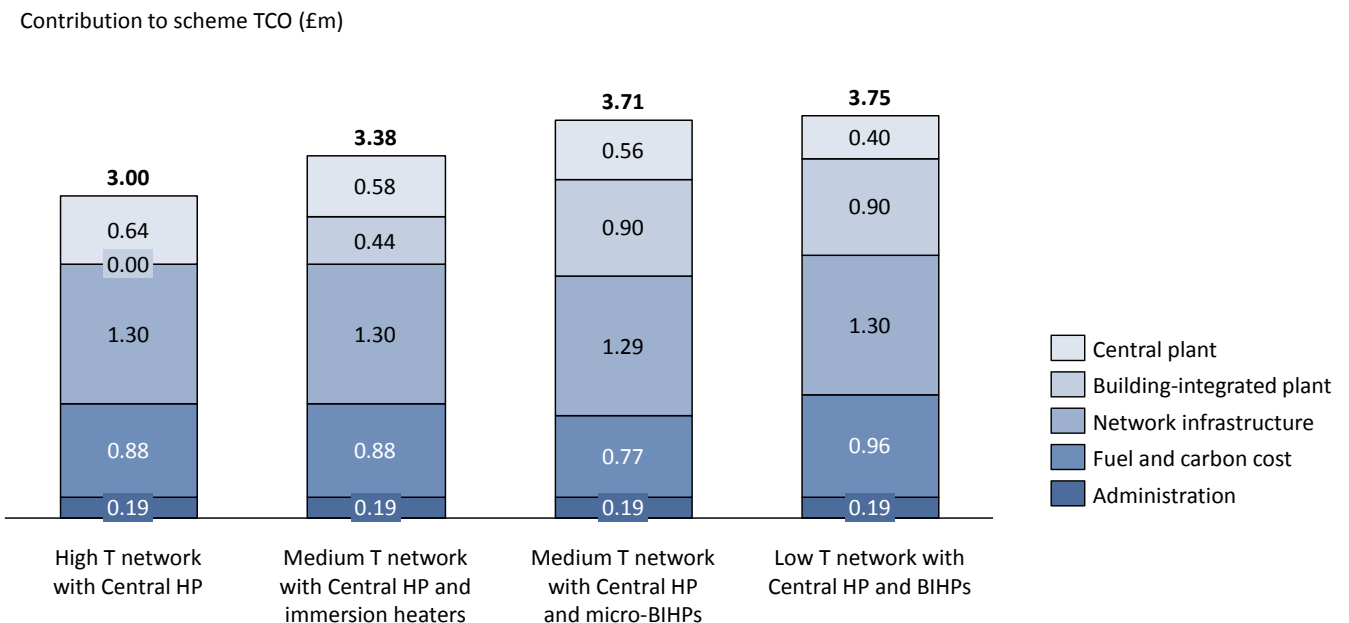 Contribution to scheme TCO (£m)
3.00
0.64
0.00
1.30
0.88
0.19
High T network
with Central HP
3.38
0.58
0.44
1.30
0.88
0.19
Medium T network
with Central HP and
immersion heaters
3.71
0.56
0.90
1.29
0.77
0.19
Medium T network
with Central HP
and micro-BIHPs
3.75
0.40
0.90
1.30
0.96
0.19
Low T network with
Central HP and BIHPs
Central plant
Building-integrated plant
Network infrastructure
Fuel and carbon cost
Administration